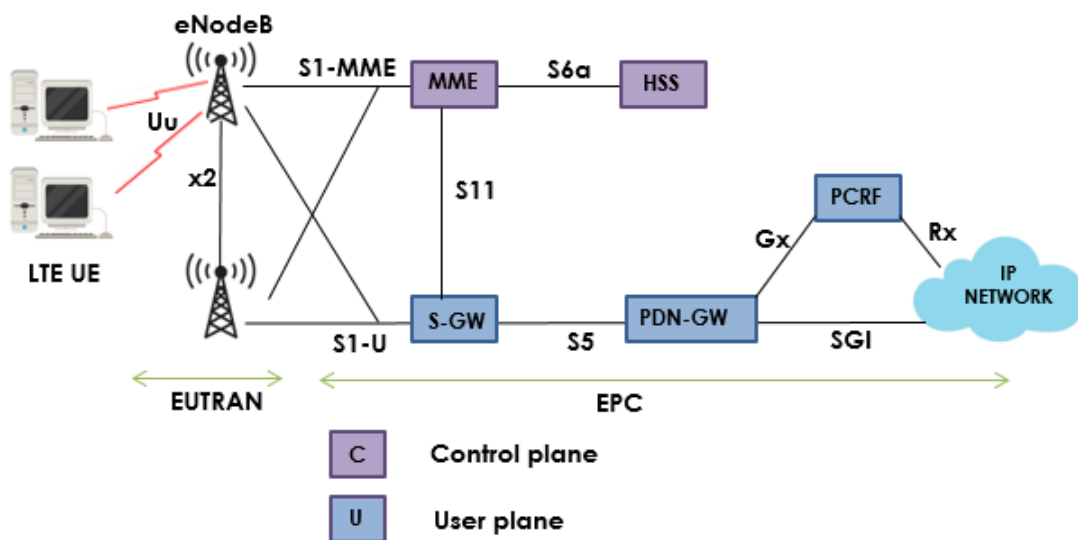 eNodeB
S1-MME
MME
S6a
HSS
Uu
x2
S11
PCRF
Gx
Rx
LTE UE
IP
NETWORK
S-GW
PDN-GW
S1-U
S5
SGI
EUTRAN
EPC
C
Control plane
U
User plane